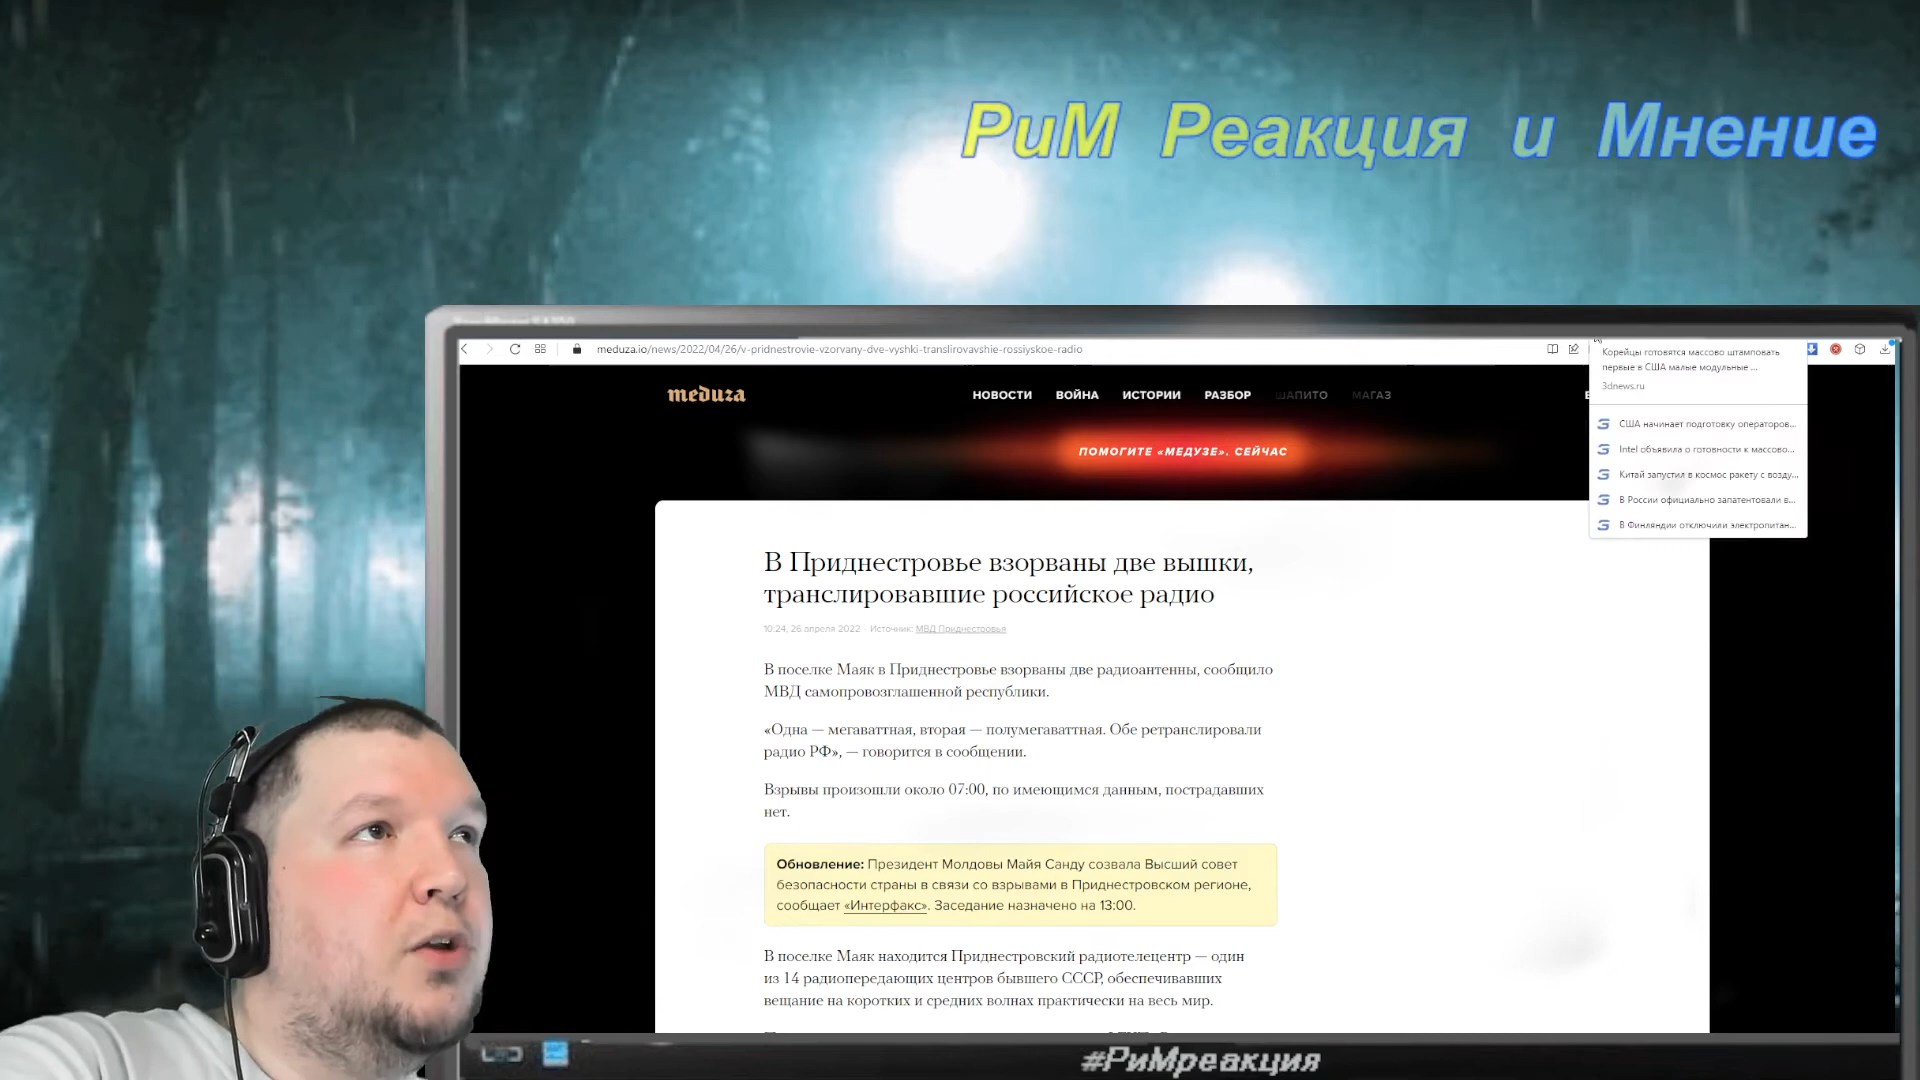 РиМ Реакция и Мнение
meduza.io/news/2022/04/26/v-pridnestrovie-vzorvany-dve-vyshki-translirovavshie-rossiyskoe-radio
Корейцы готовятся массово штамповать
первые в США малые модульные ...
3dnews.ru
США начинает подготовку операторов...
Intel объявила о готовности к массово...
Китай запустил в космос ракету с возду...
В России официально запатентовали в...
В Финляндии отключили электропитан...
meduza
НОВОСТИ ВОЙНА ИСТОРИИ РАЗБОР ШАПИТО МАГАЗ
ПОМОГИТЕ «МЕДУЗЕ». СЕЙЧАС
В Приднестровье взорваны две вышки,
транслировавшие российское радио
10:24, 26 апреля 2022 · Источник: МВД Приднестровья
В поселке Маяк в Приднестровье взорваны две радиоантенны, сообщило
МВД самопровозглашенной республики.
«Одна — мегаваттная, вторая — полумегаваттная. Обе ретранслировали
радио РФ», — говорится в сообщении.
Взрывы произошли около 07:00, по имеющимся данным, пострадавших
нет.
Обновление: Президент Молдовы Майя Санду созвала Высший совет
безопасности страны в связи со взрывами в Приднестровском регионе,
сообщает «Интерфакс». Заседание назначено на 13:00.
В поселке Маяк находится Приднестровский радиотелецентр — один
из 14 радиопередающих центров бывшего СССР, обеспечивавших
вещание на коротких и средних волнах практически на весь мир.
#РиМреакция